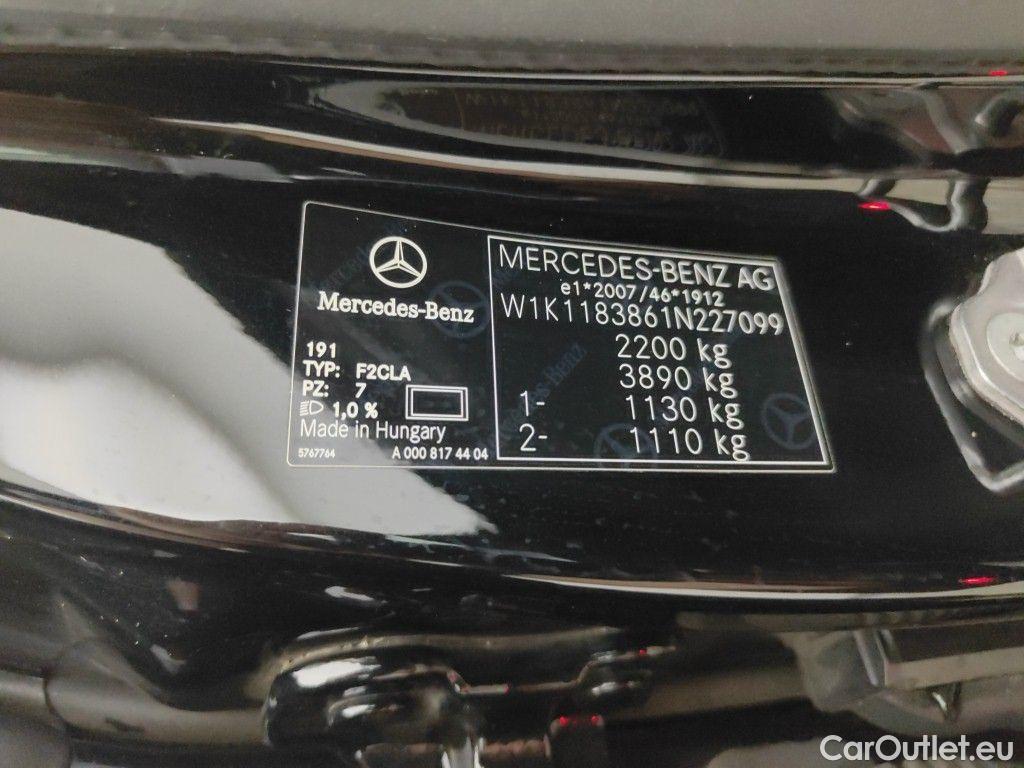 Mercedes-Benz
191
TYP: F2CLA
PZ: 7
1,0 %
Made in Hungary
5767764 A 000 817 44 04
MERCEDES-BENZ AG
e1*2007/46*1912
W1K1183861N227099
2200 kg
3890 kg
1- 1130 kg
2- 1110 kg
CarOutlet.eu